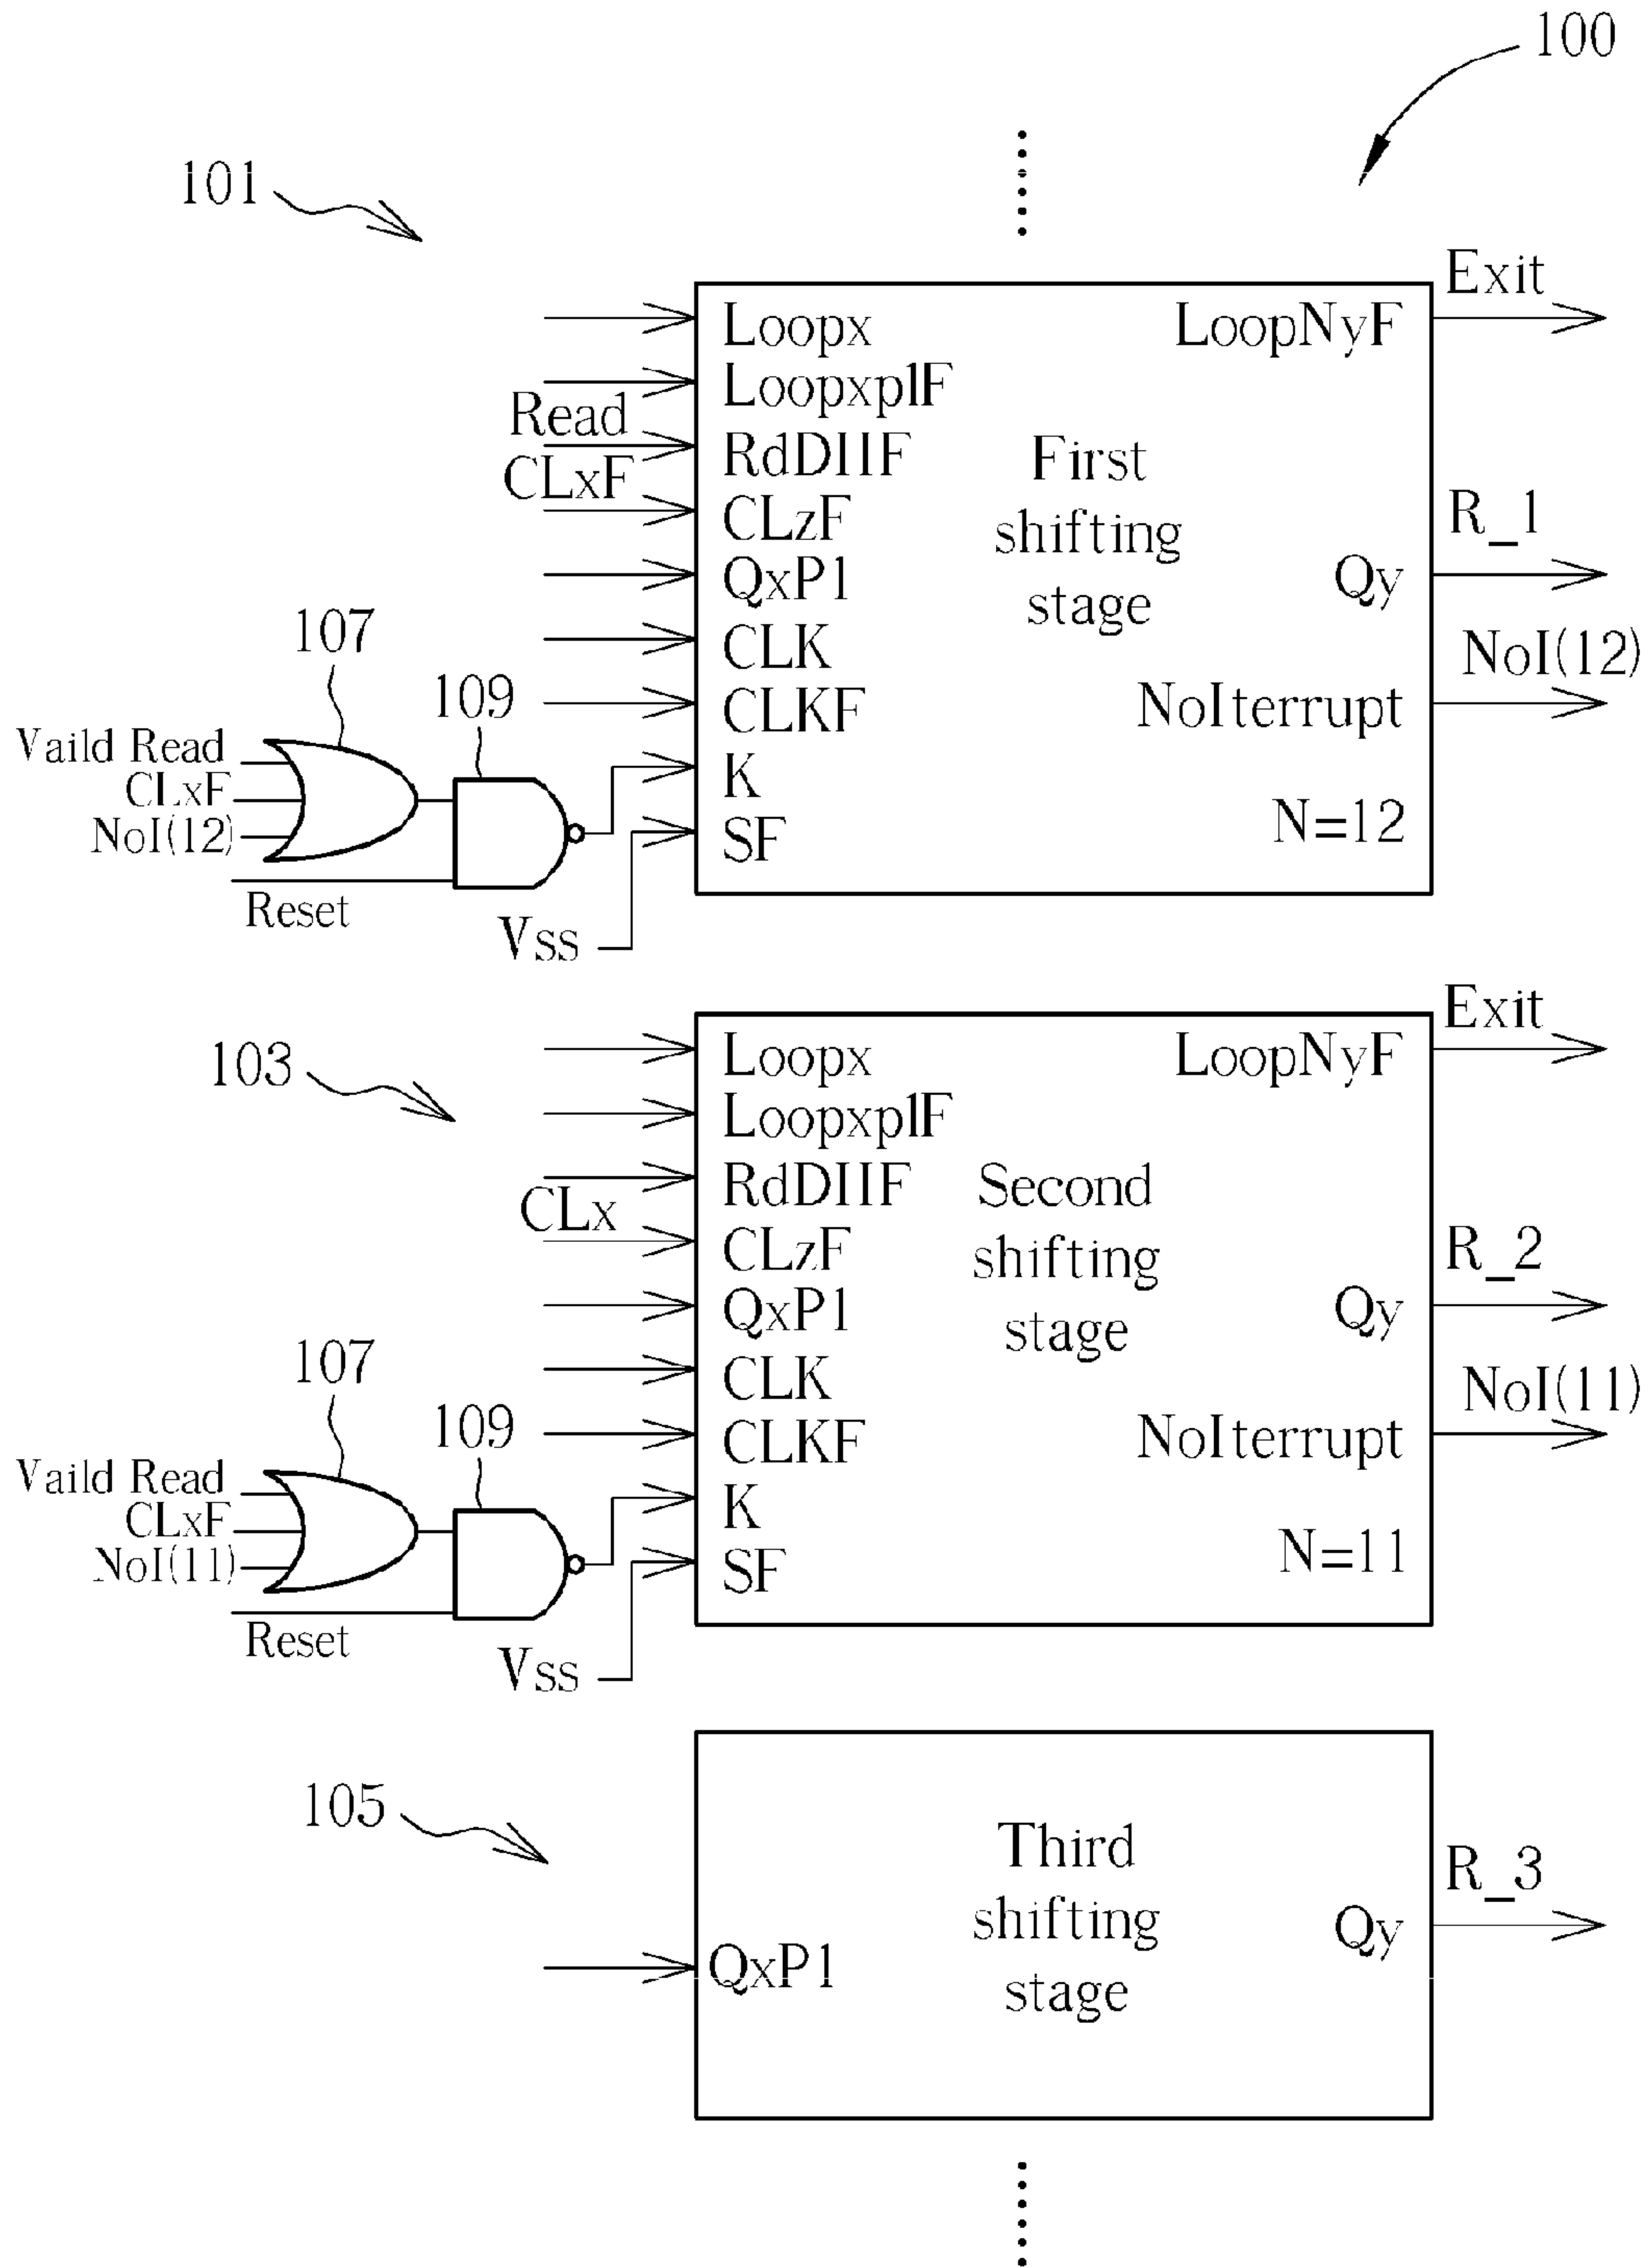 100
101
Exit
Loopx
LoopNyF
Loopxp1F
Read
RdDIIF
First
CLxF
CLzF
shifting
R_1
QxP1
stage
Qy
107
CLK
NoI(12)
109
CLKF
NoIterrupt
Vaild Read
CLxF
K
NoI(12)
SF
N=12
Reset
Vss
Exit
103
Loopx
LoopNyF
Loopxp1F
RdDIIF
Second
CLx
CLzF
shifting
R_2
QxP1
stage
Qy
107
CLK
NoI(11)
109
CLKF
NoIterrupt
Vaild Read
CLxF
K
NoI(11)
SF
N=11
Reset
Vss
105
Third
R_3
shifting
Qy
QxP1
stage